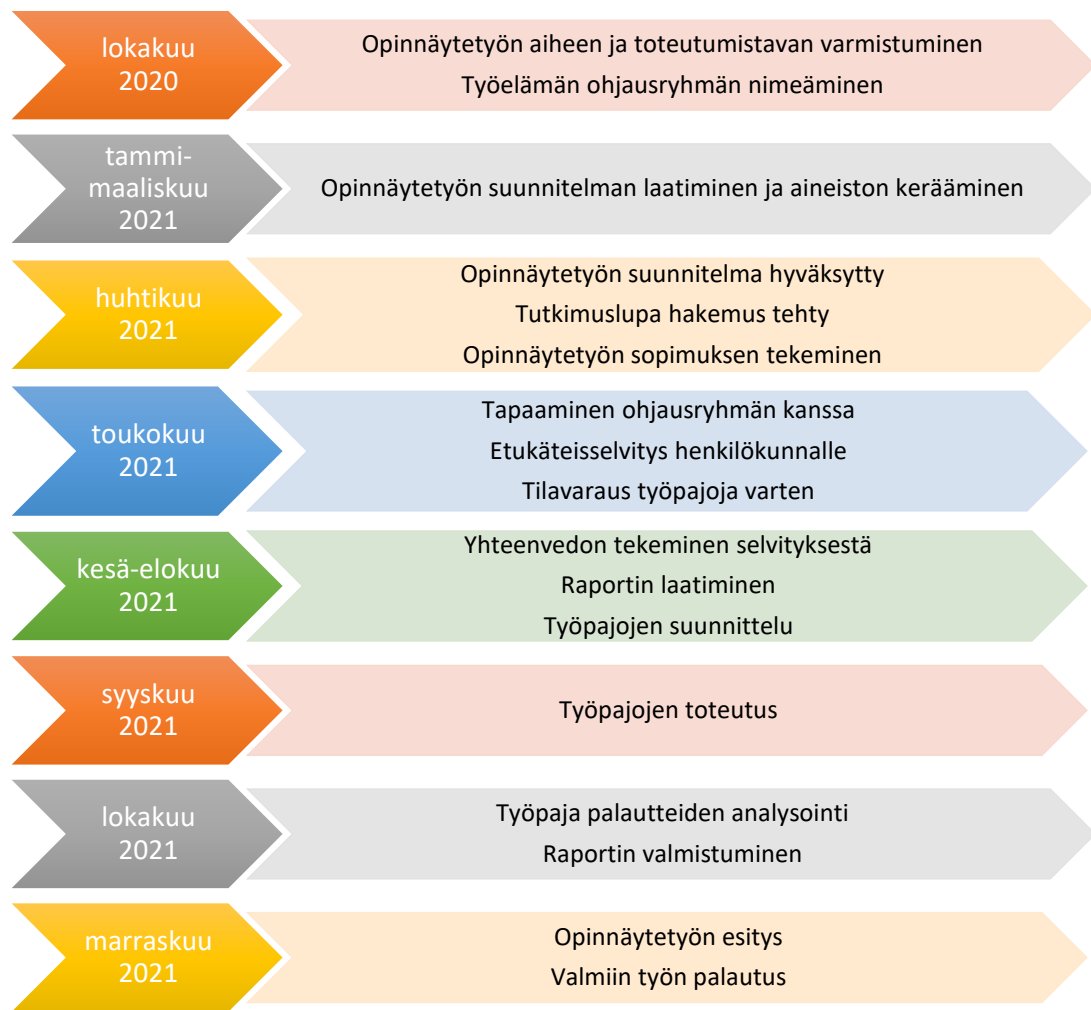 lokakuu
2020
Opinnäytetyön aiheen ja toteutumistavan varmistuminen
Työelämän ohjausryhmän nimeäminen
tammi-
maaliskuu
2021
Opinnäytetyön suunnitelman laatiminen ja aineiston kerääminen
huhtikuu
2021
Opinnäytetyön suunnitelma hyväksytty
Tutkimuslupa hakemus tehty
Opinnäytetyön sopimuksen tekeminen
toukokuu
2021
Tapaaminen ohjausryhmän kanssa
Etukäteisselvitys henkilökunnalle
Tilavaraus työpajoja varten
kesä-elokuu
2021
Yhteenvedon tekeminen selvityksestä
Raportin laatiminen
Työpajojen suunnittelu
syyskuu
2021
Työpajojen toteutus
lokakuu
2021
Työpaja palautteiden analysointi
Raportin valmistuminen
marraskuu
2021
Opinnäytetyön esitys
Valmiin työn palautus